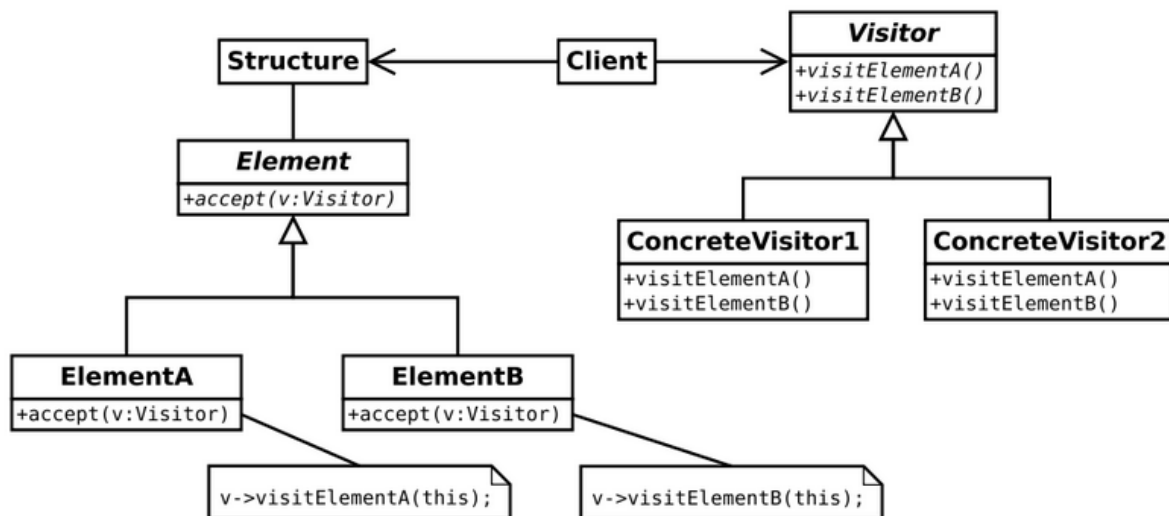 Structure
Client
Visitor
+visitElementA()
+visitElementB()
Element
+accept(v:Visitor)
ConcreteVisitor1
+visitElementA()
+visitElementB()
ConcreteVisitor2
+visitElementA()
+visitElementB()
ElementA
+accept(v:Visitor)
ElementB
+accept(v:Visitor)
v->visitElementA(this);
v->visitElementB(this);